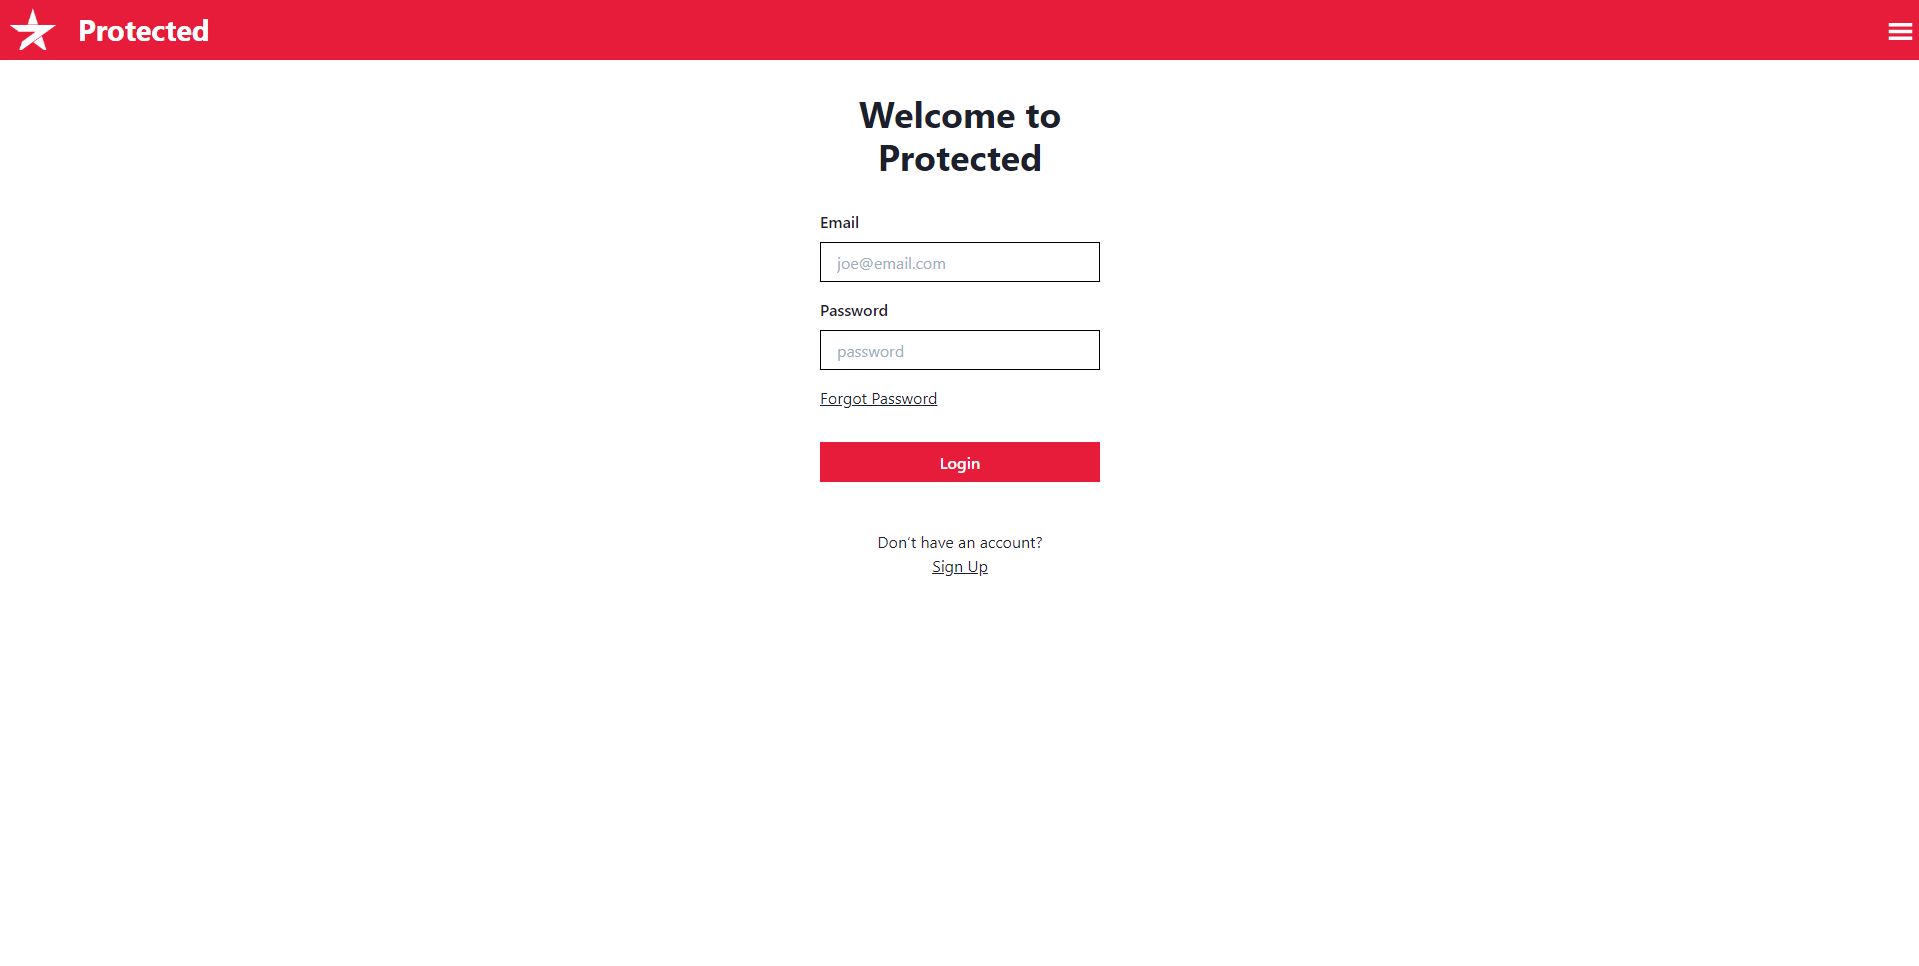 Protected
Welcome to
Protected
Email
joe@email.com
Password
password
Forgot Password
Login
Don't have an account?
Sign Up